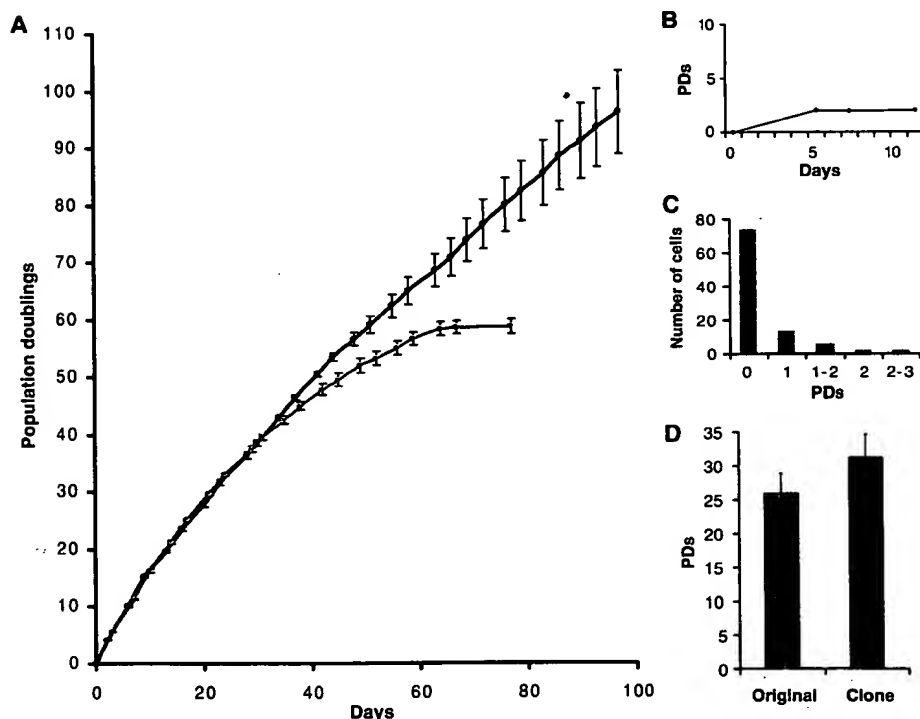 A
Population doublings
110
100
90
80
70
60
50
40
30
20
10
0
0 20 40 60 80 100
Days
B
PDs
10
5
0
0 5 10
Days
C
Number of cells
80
60
40
20
0
0 1 1-2 2 2-3
PDs
D
PDs
35
30
25
20
15
10
5
0
Original Clone